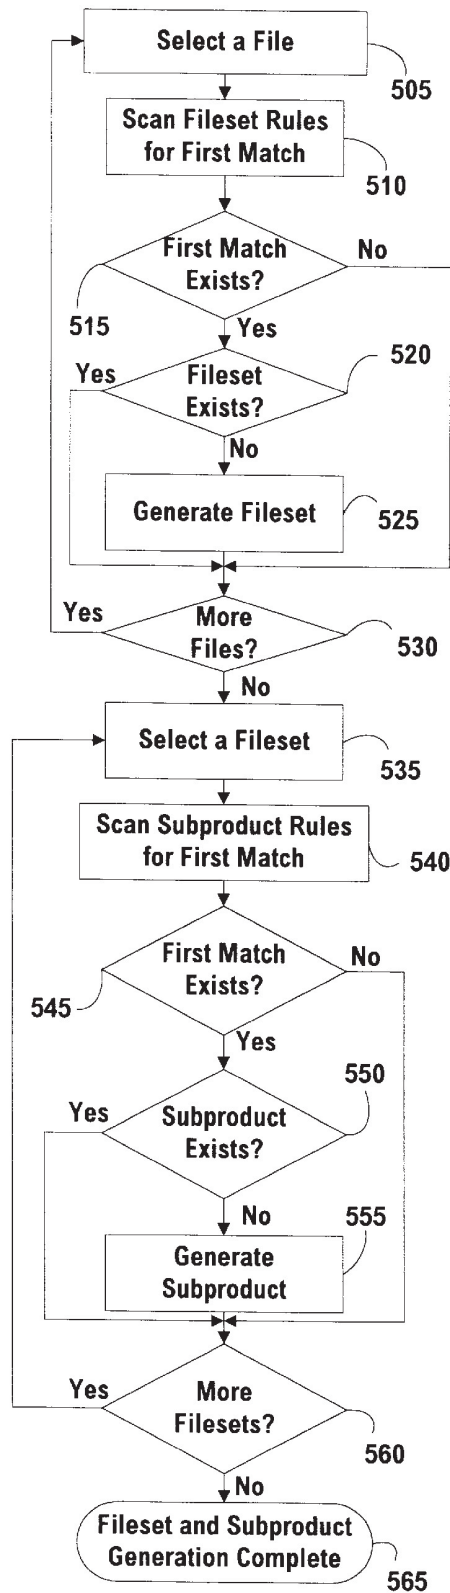 Select a File
505
Scan Fileset Rules
for First Match
510
First Match
Exists?
No
515
Yes
520
Yes
Fileset
Exists?
No
Generate Fileset
525
Yes
More
Files?
530
No
Select a Fileset
535
Scan Subproduct Rules
for First Match
540
First Match
Exists?
No
545
Yes
550
Yes
Subproduct
Exists?
No
555
Generate
Subproduct
Yes
More
Filesets?
560
No
Fileset and Subproduct
Generation Complete
565